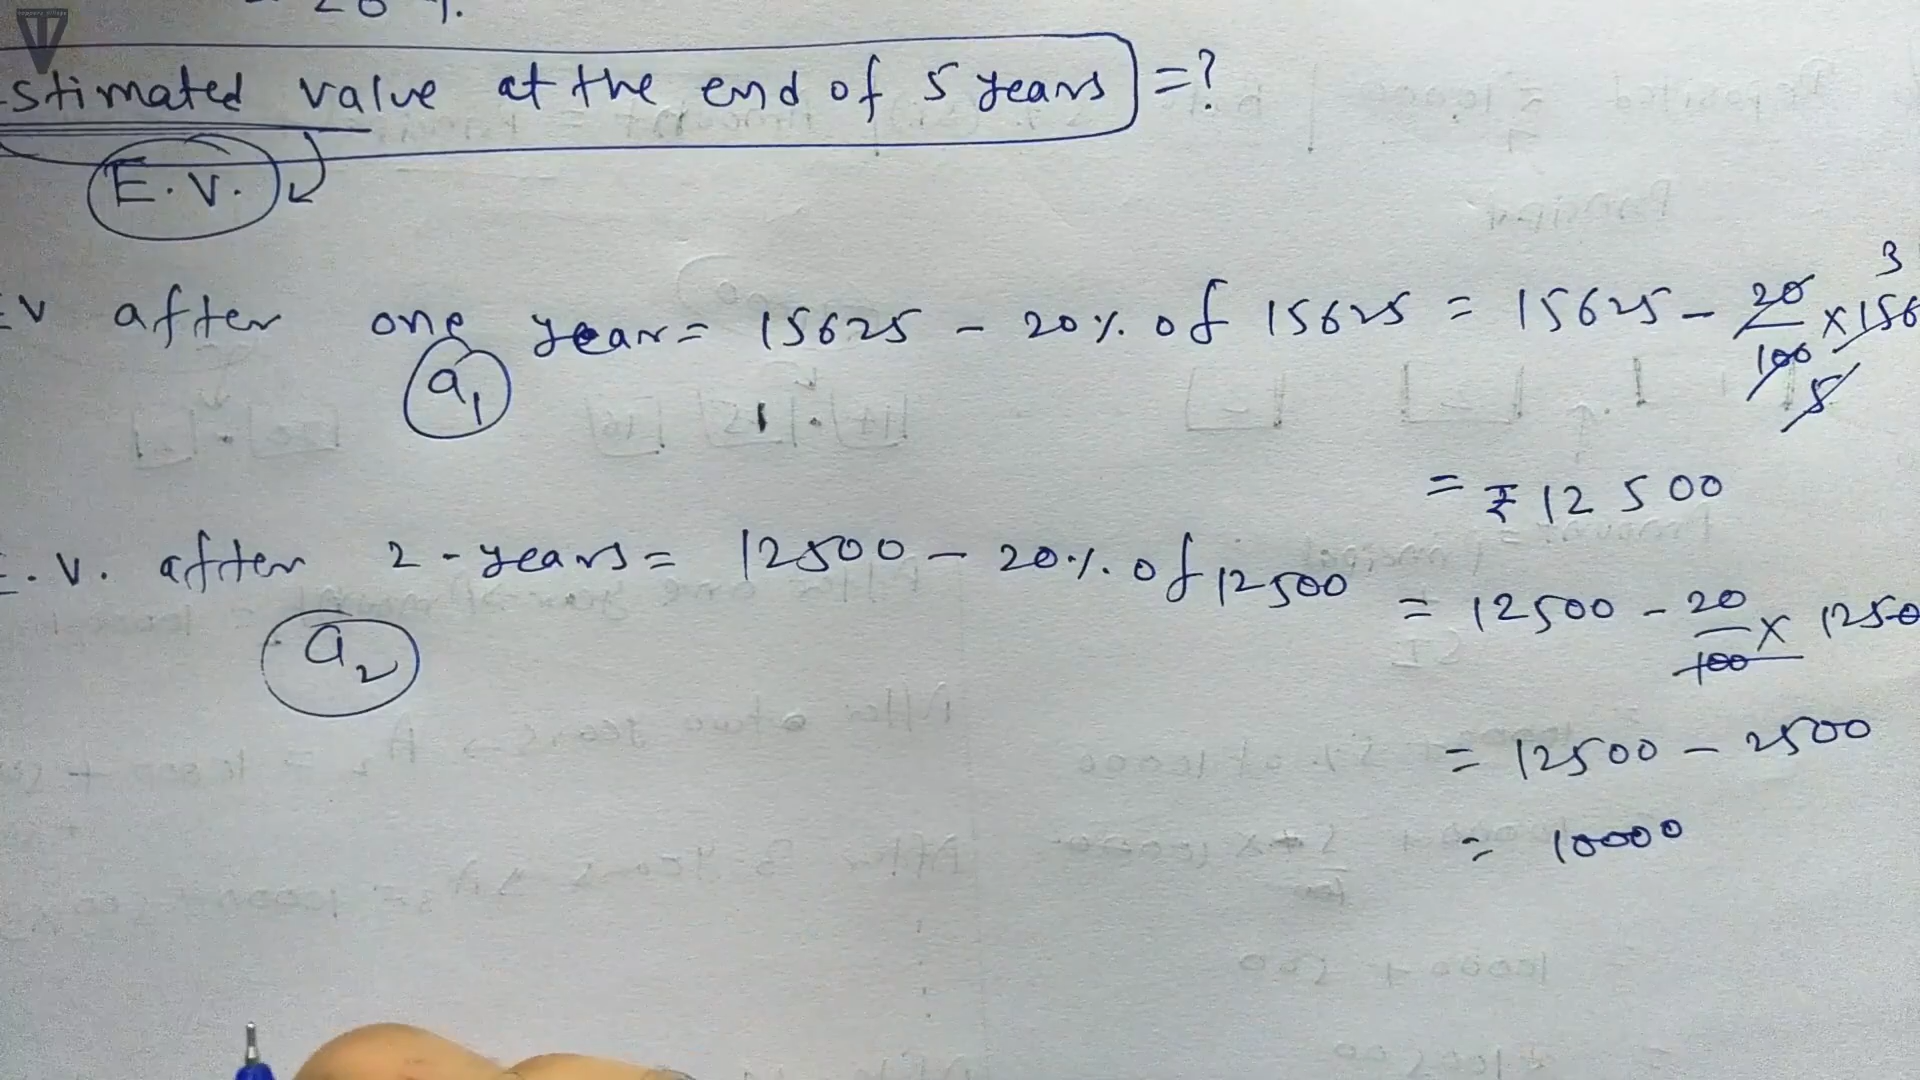 stimated value at the end of 5 years = ?
E.V.
EV after one year = 15625 - 20% of 15625 = 15625 - 20/100 × 156
3
5
a1
= ₹12500
E.V. after 2-years = 12500 - 20% of 12500
= 12500 - 20/100 × 1250
a2
= 12500 - 2500
= 10000